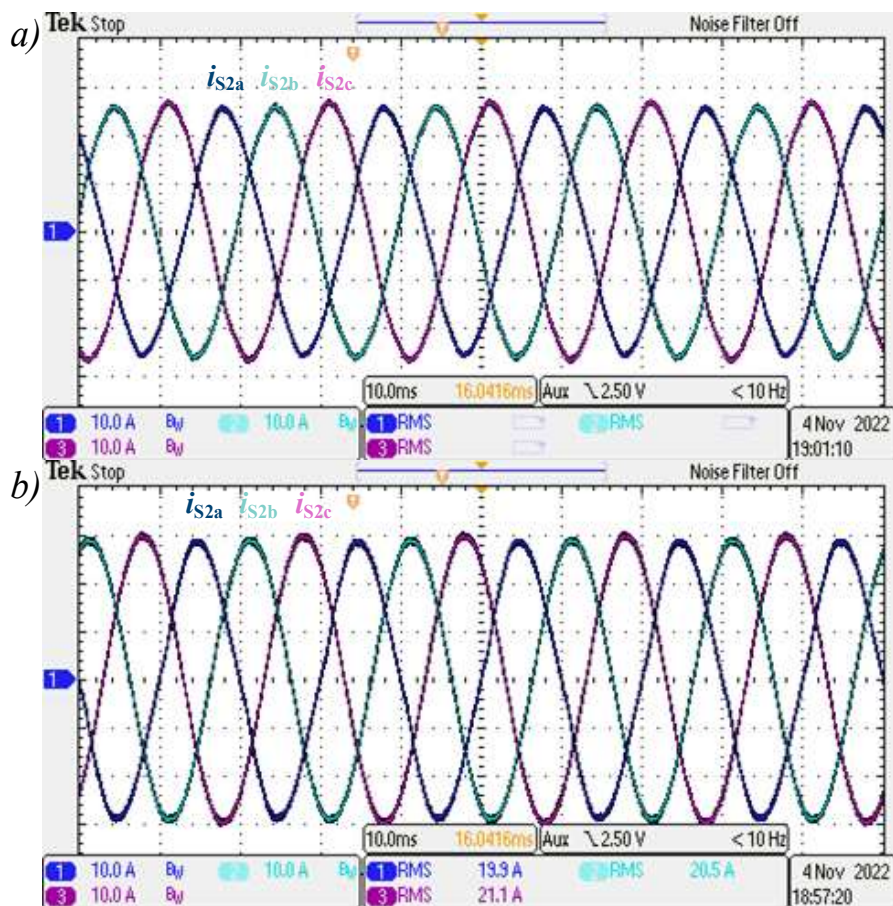 a)
Tek Stop Noise Filter Off
iS2a iS2b iS2c
1
10.0ms 16.0416ms Aux 2.50 V < 10 Hz
1 10.0 A BW 2 10.0 A BW 1 RMS 2 RMS 4 Nov 2022
3 10.0 A BW 3 RMS 19:01:10
b)
Tek Stop Noise Filter Off
iS2a iS2b iS2c
1
10.0ms 16.0416ms Aux 2.50 V < 10 Hz
1 10.0 A BW 2 10.0 A 1 RMS 19.9 A 2 RMS 20.5 A 4 Nov 2022
3 10.0 A BW 3 RMS 21.1 A 18:57:20